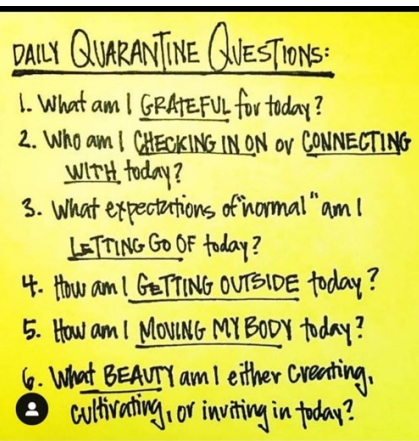 DAILY QUARANTINE QUESTIONS:
1. What am I GRATEFUL for today?
2. Who am I CHECKING IN ON or CONNECTING
WITH today?
3. What expectations of "normal" am I
LETTING GO OF today?
4. How am I GETTING OUTSIDE today?
5. How am I MOVING MY BODY today?
6. What BEAUTY am I either creating,
cultivating, or inviting in today?